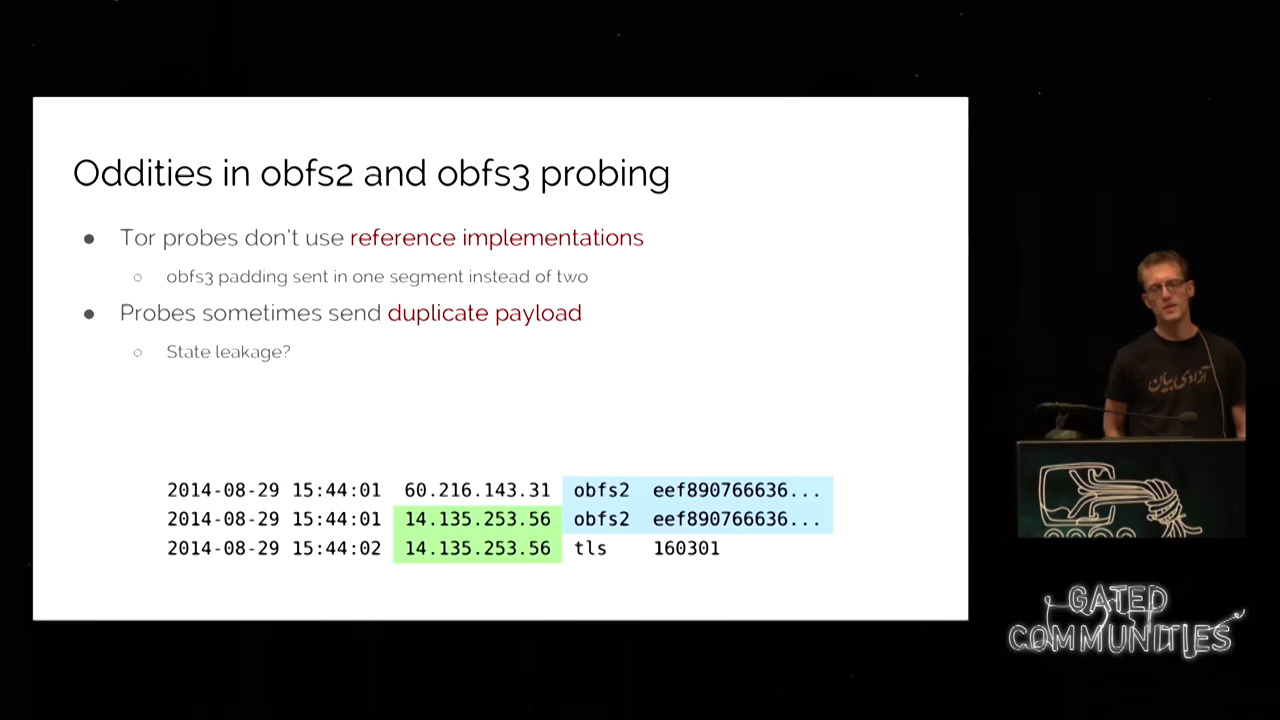 Oddities in obfs2 and obfs3 probing
● Tor probes don't use reference implementations
○ obfs3 padding sent in one segment instead of two
● Probes sometimes send duplicate payload
○ State leakage?
2014-08-29 15:44:01 60.216.143.31 obfs2 eef890766636...
2014-08-29 15:44:01 14.135.253.56 obfs2 eef890766636...
2014-08-29 15:44:02 14.135.253.56 tls 160301
آزادی بیان
GATED
COMMUNITIES